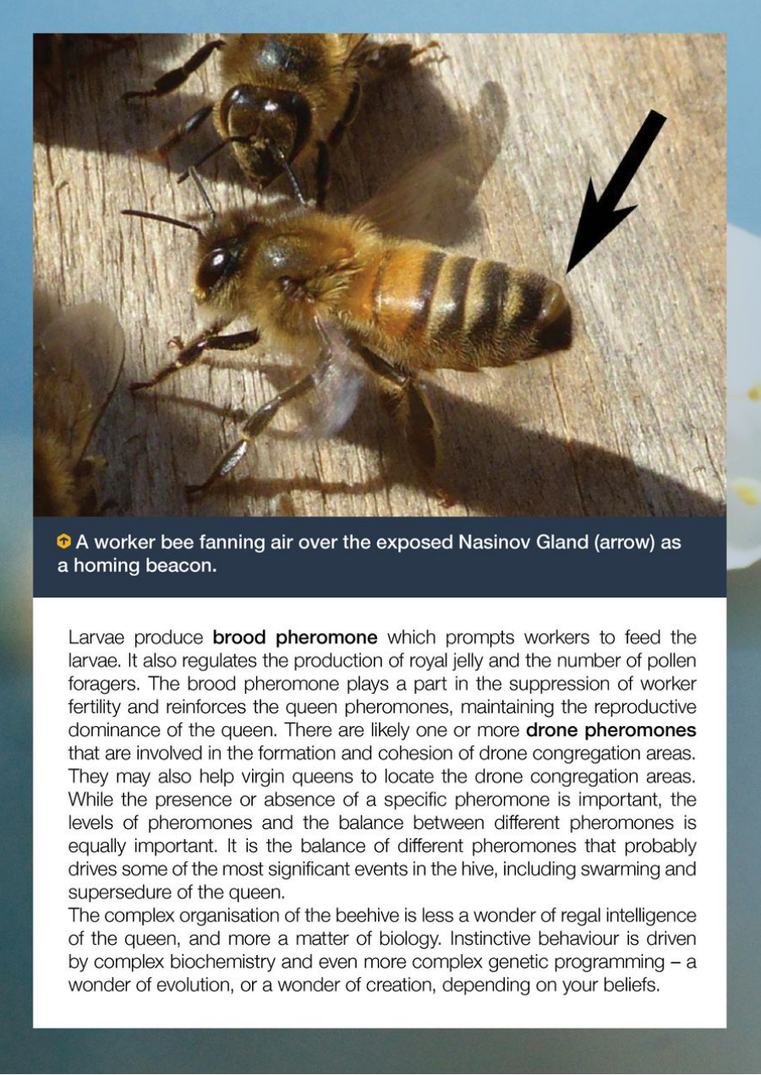 A worker bee fanning air over the exposed Nasinov Gland (arrow) as
a homing beacon.
Larvae produce brood pheromone which prompts workers to feed the
larvae. It also regulates the production of royal jelly and the number of pollen
foragers. The brood pheromone plays a part in the suppression of worker
fertility and reinforces the queen pheromones, maintaining the reproductive
dominance of the queen. There are likely one or more drone pheromones
that are involved in the formation and cohesion of drone congregation areas.
They may also help virgin queens to locate the drone congregation areas.
While the presence or absence of a specific pheromone is important, the
levels of pheromones and the balance between different pheromones is
equally important. It is the balance of different pheromones that probably
drives some of the most significant events in the hive, including swarming and
supersedure of the queen.
The complex organisation of the beehive is less a wonder of regal intelligence
of the queen, and more a matter of biology. Instinctive behaviour is driven
by complex biochemistry and even more complex genetic programming – a
wonder of evolution, or a wonder of creation, depending on your beliefs.